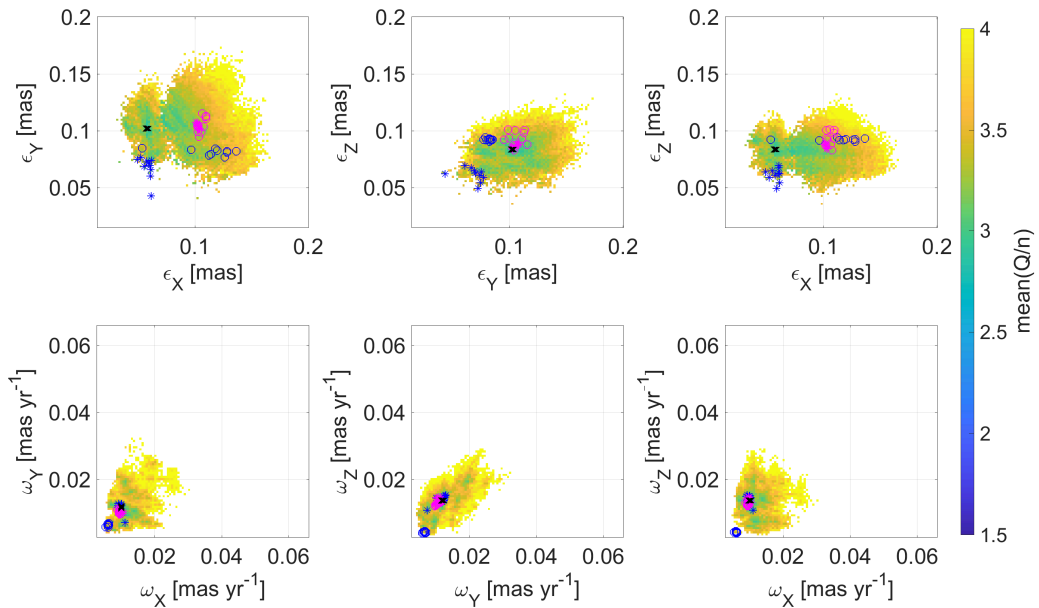 0.2 0.2 0.2 4
0.15 0.15 0.15
ϵ_Y [mas] ϵ_Z [mas] ϵ_Z [mas]
0.1 0.1 0.1 3.5
0.05 0.05 0.05
0.1 0.2 0.1 0.2 0.1 0.2 3
ϵ_X [mas] ϵ_Y [mas] ϵ_X [mas]
mean(Q/n)
0.06 0.06 0.06 2.5
ω_Y [mas yr^-1] ω_Z [mas yr^-1] ω_Z [mas yr^-1]
0.04 0.04 0.04 2
0.02 0.02 0.02
1.5
0.02 0.04 0.06 0.02 0.04 0.06 0.02 0.04 0.06
ω_X [mas yr^-1] ω_Y [mas yr^-1] ω_X [mas yr^-1]